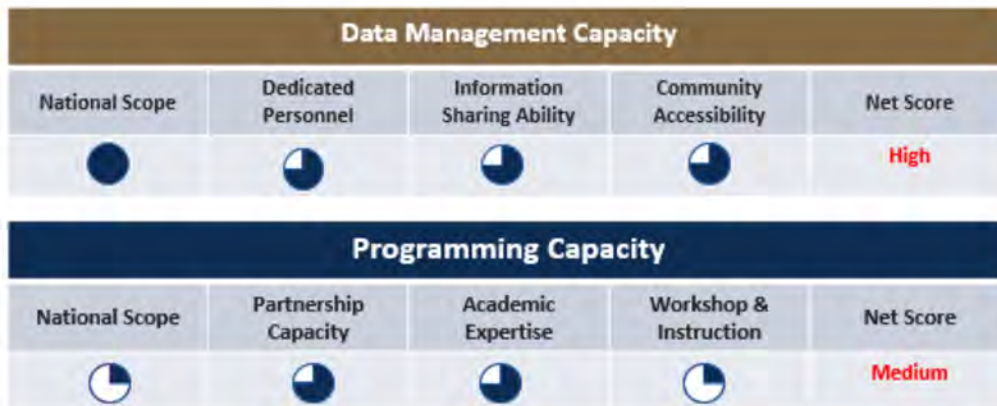 Data Management Capacity
National Scope
Dedicated
Personnel
Information
Sharing Ability
Community
Accessibility
Net Score
High
Programming Capacity
National Scope
Partnership
Capacity
Academic
Expertise
Workshop &
Instruction
Net Score
Medium